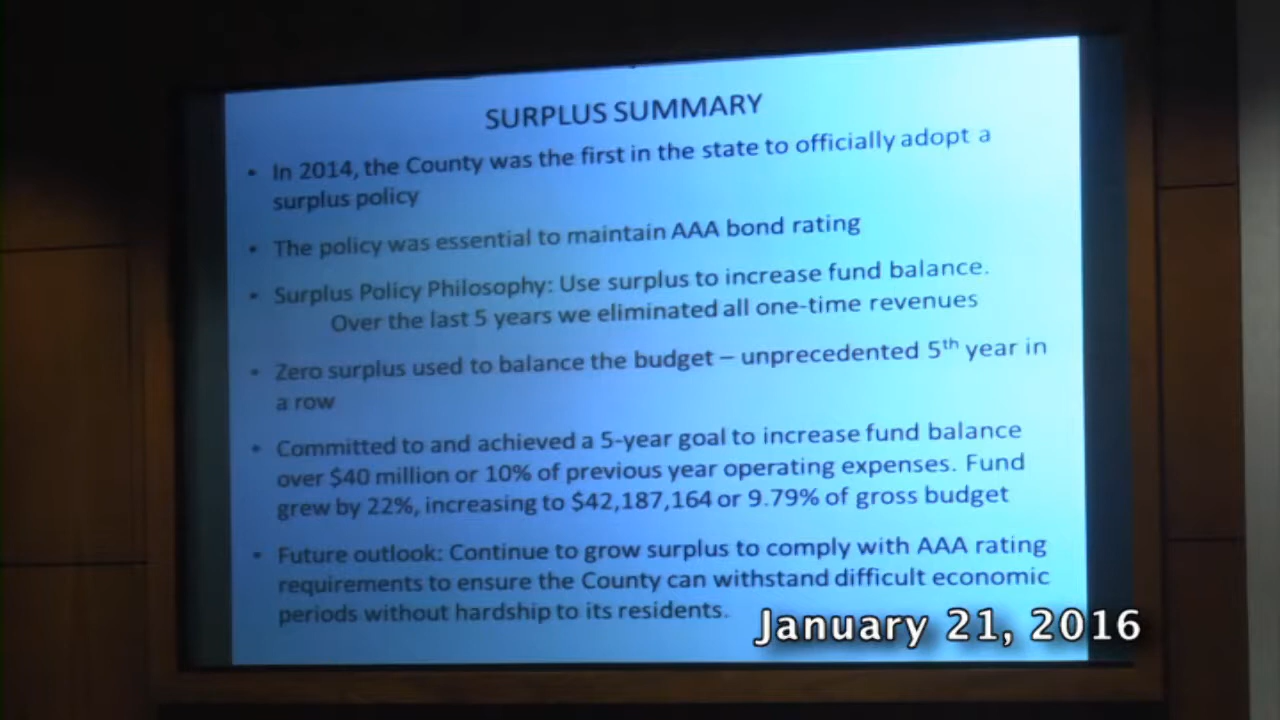 SURPLUS SUMMARY
• In 2014, the County was the first in the state to officially adopt a
surplus policy
• The policy was essential to maintain AAA bond rating
• Surplus Policy Philosophy: Use surplus to increase fund balance.
Over the last 5 years we eliminated all one-time revenues
• Zero surplus used to balance the budget – unprecedented 5th year in
a row
• Committed to and achieved a 5-year goal to increase fund balance
over $40 million or 10% of previous year operating expenses. Fund
grew by 22%, increasing to $42,187,164 or 9.79% of gross budget
• Future outlook: Continue to grow surplus to comply with AAA rating
requirements to ensure the County can withstand difficult economic
periods without hardship to its residents.
January 21, 2016